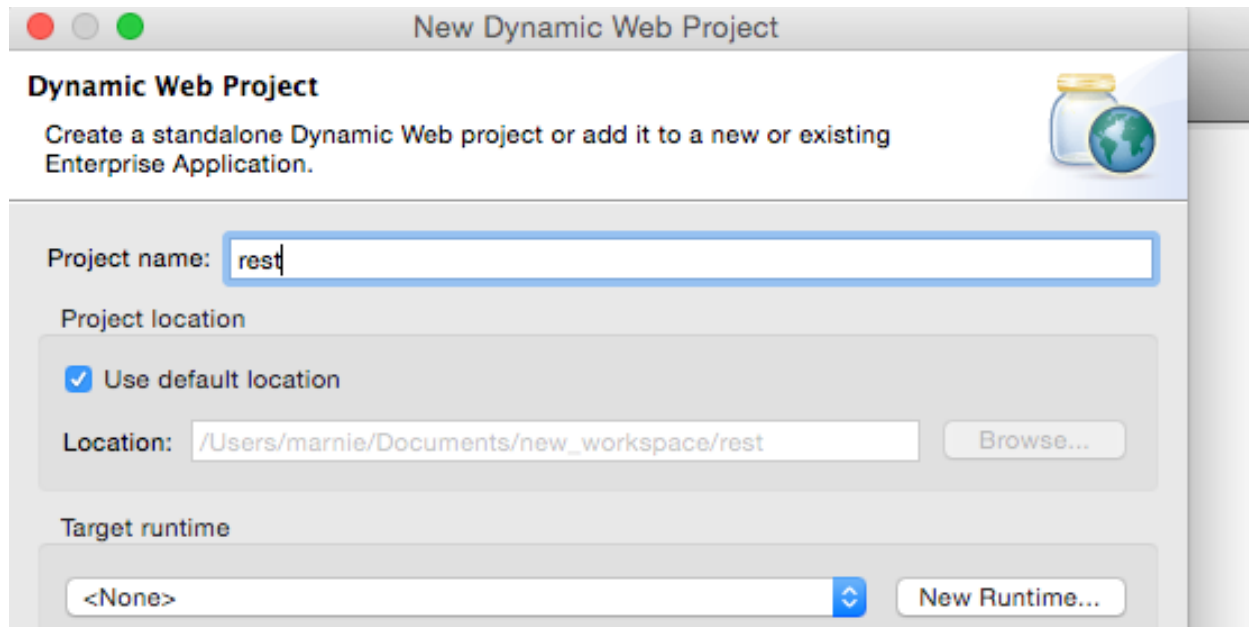 New Dynamic Web Project
Dynamic Web Project
Create a standalone Dynamic Web project or add it to a new or existing
Enterprise Application.
Project name: rest
Project location
Use default location
Location: /Users/marnie/Documents/new_workspace/rest Browse...
Target runtime
<None> New Runtime...